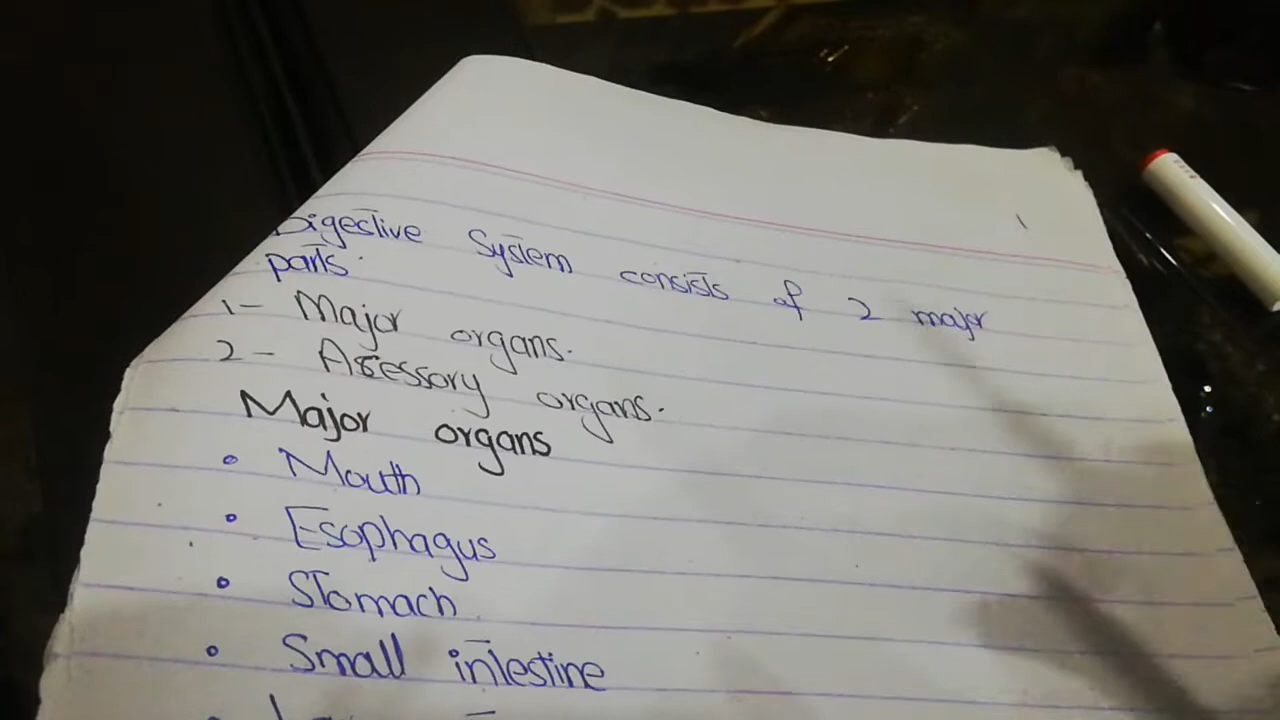 Digestive System consists of 2 major
parts.
1- Major organs.
2- Assessory organs.
Major organs
• Mouth
• Esophagus
• Stomach
• Small intestine